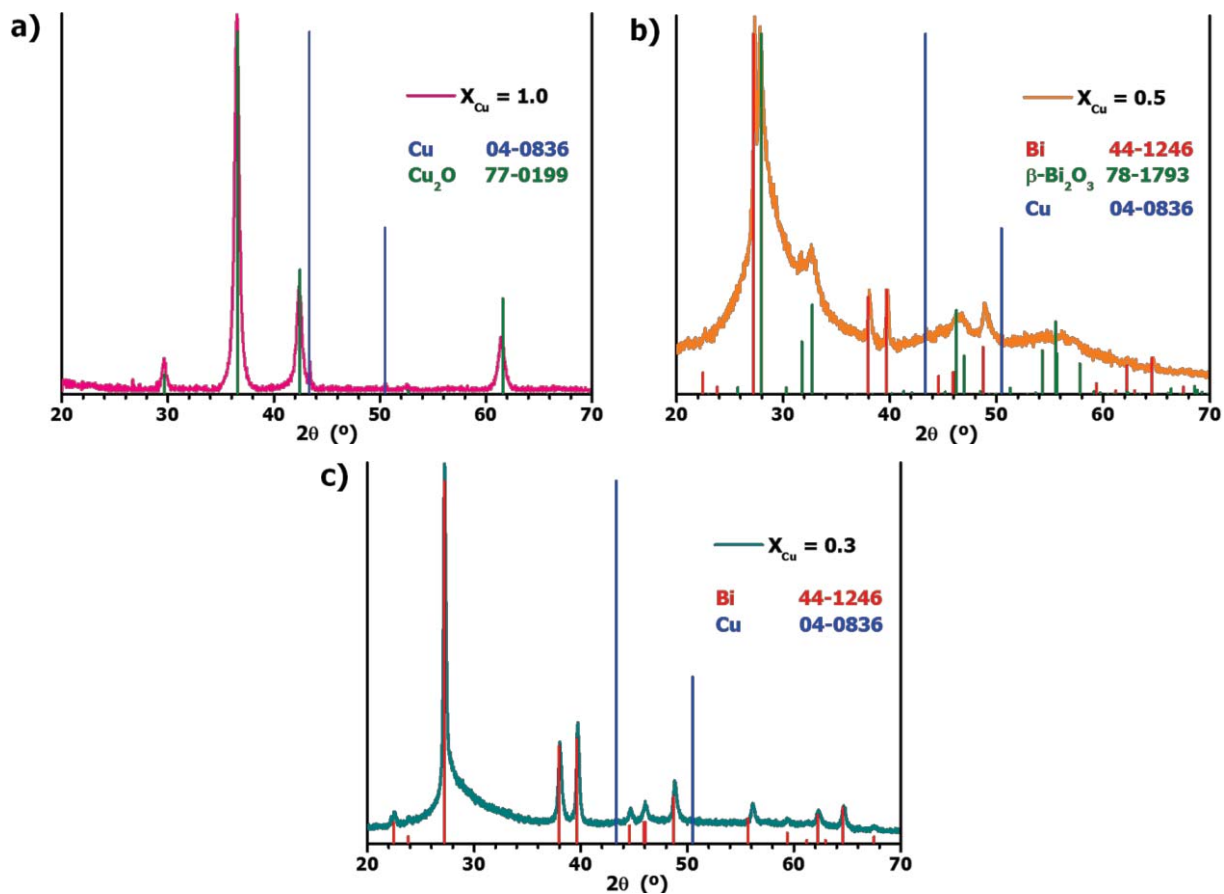 a)
X_Cu = 1.0
Cu 04-0836
Cu₂O 77-0199
20 30 40 50 60 70
2θ (º)
b)
X_Cu = 0.5
Bi 44-1246
β-Bi₂O₃ 78-1793
Cu 04-0836
20 30 40 50 60 70
2θ (º)
c)
X_Cu = 0.3
Bi 44-1246
Cu 04-0836
20 30 40 50 60 70
2θ (º)